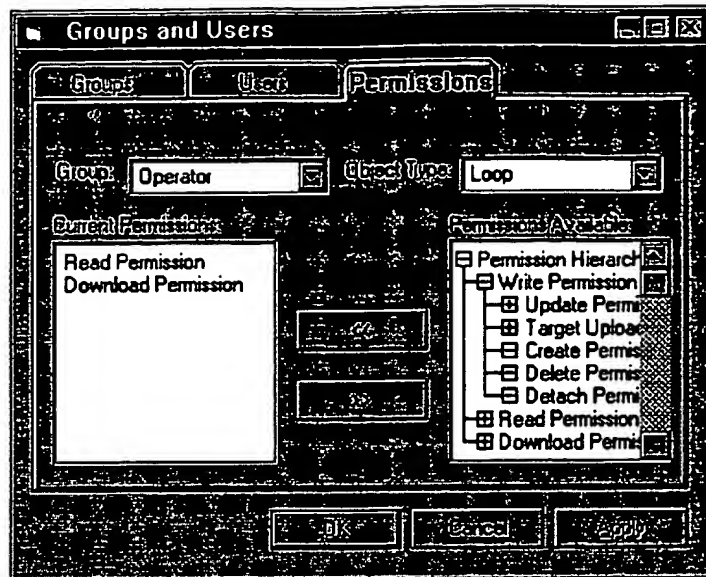 Groups and Users
Groups Users Permissions
Group: Operator Object Type: Loop
Current Permissions: Permissions Available:
Read Permission
Download Permission
Permission Hierarch
Write Permission
Update Permi
Target Uploa
Create Permis
Delete Permis
Detach Permi
Read Permission
Download Permis
<<
>>
OK Cancel Apply